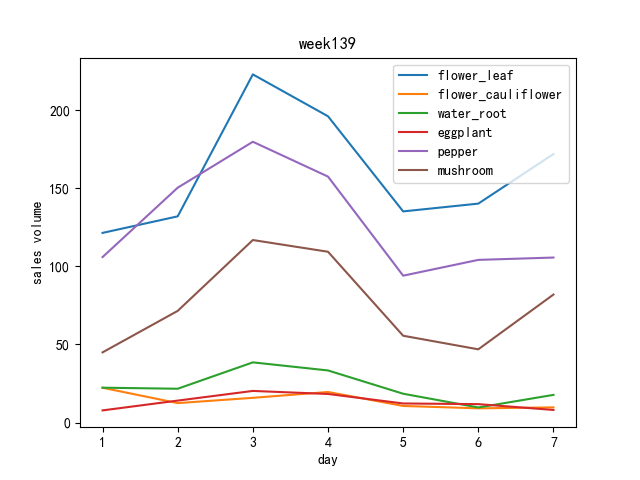 week139
flower_leaf
flower_cauliflower
water_root
eggplant
pepper
mushroom
sales volume
200
150
100
50
0
1 2 3 4 5 6 7
day